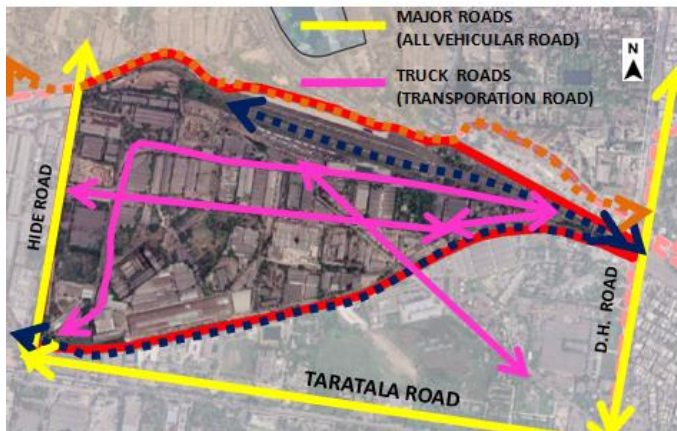 MAJOR ROADS
(ALL VEHICULAR ROAD)
N
TRUCK ROADS
(TRANSPORATION ROAD)
HIDE ROAD
D.H. ROAD
TARATALA ROAD